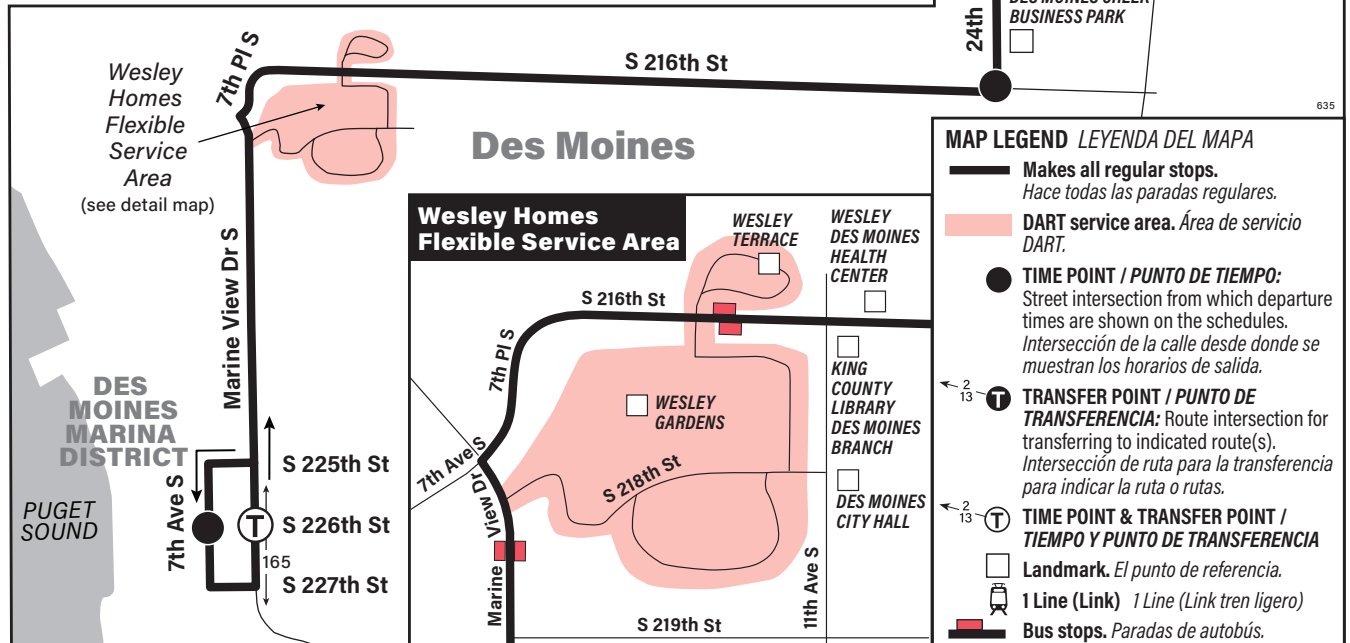 DES MOINES CREEK
BUSINESS PARK
24th
7th Pl S
S 216th St
Wesley
Homes
Flexible
Service
Area
(see detail map)
Des Moines
635
Marine View Dr S
DES
MOINES
MARINA
DISTRICT
PUGET
SOUND
7th Ave S
S 225th St
T
S 226th St
165
S 227th St
Wesley Homes
Flexible Service Area
WESLEY
TERRACE
WESLEY
DES MOINES
HEALTH
CENTER
S 216th St
7th Pl S
WESLEY
GARDENS
KING
COUNTY
LIBRARY
DES MOINES
BRANCH
7th Ave S
S 218th St
DES MOINES
CITY HALL
Marine View Dr
11th Ave S
S 219th St
MAP LEGEND LEYENDA DEL MAPA
Makes all regular stops.
Hace todas las paradas regulares.
DART service area. Área de servicio
DART.
TIME POINT / PUNTO DE TIEMPO:
Street intersection from which departure
times are shown on the schedules.
Intersección de la calle desde donde se
muestran los horarios de salida.
2
13
T
TRANSFER POINT / PUNTO DE
TRANSFERENCIA: Route intersection for
transferring to indicated route(s).
Intersección de ruta para la transferencia
para indicar la ruta o rutas.
2
13
T
TIME POINT & TRANSFER POINT /
TIEMPO Y PUNTO DE TRANSFERENCIA
Landmark. El punto de referencia.
1 Line (Link) 1 Line (Link tren ligero)
Bus stops. Paradas de autobús.